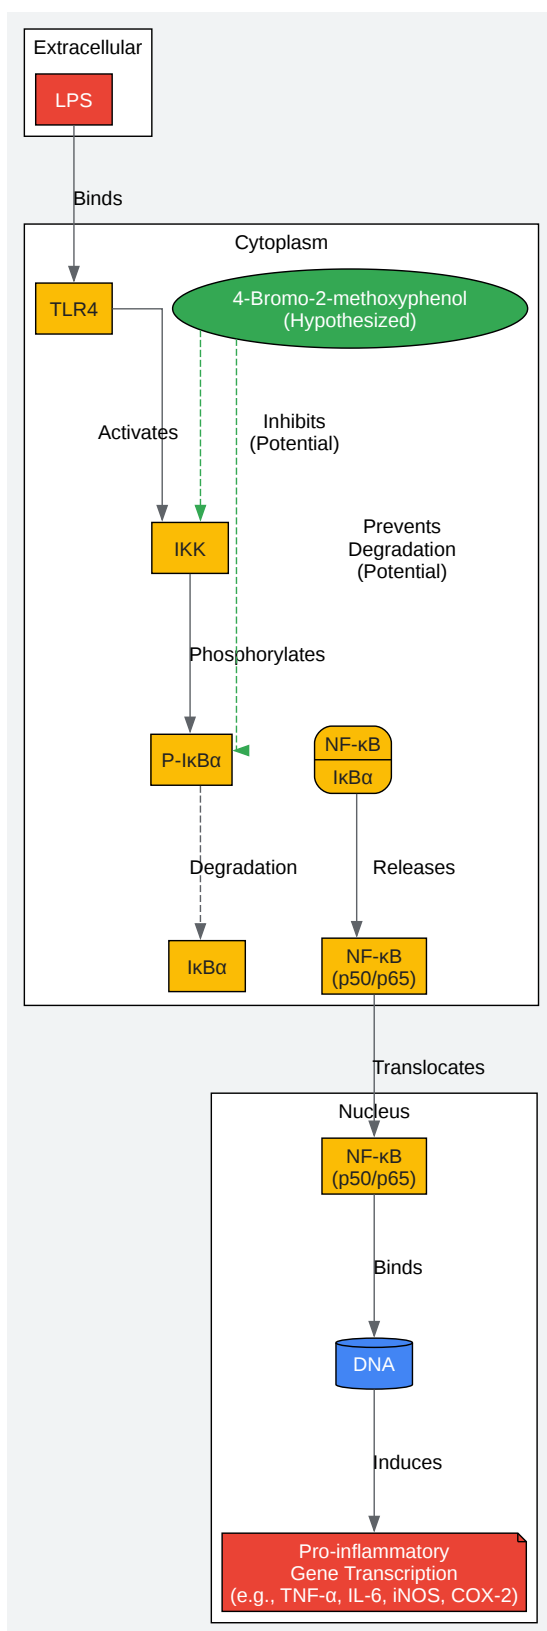 Extracellular
LPS
Binds
Cytoplasm
TLR4
4-Bromo-2-methoxyphenol
(Hypothesized)
Activates
Inhibits
(Potential)
Prevents
Degradation
(Potential)
IKK
Phosphorylates
P-IκBα
NF-κB
IκBα
Degradation
Releases
IκBα
NF-κB
(p50/p65)
Translocates
Nucleus
NF-κB
(p50/p65)
Binds
DNA
Induces
Pro-inflammatory
Gene Transcription
(e.g., TNF-α, IL-6, iNOS, COX-2)